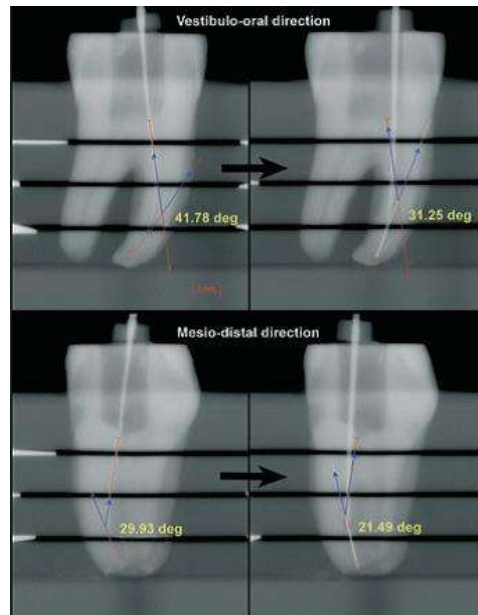 Vestibulo-oral direction
41.78 deg
31.25 deg
Mesio-distal direction
29.93 deg
21.49 deg